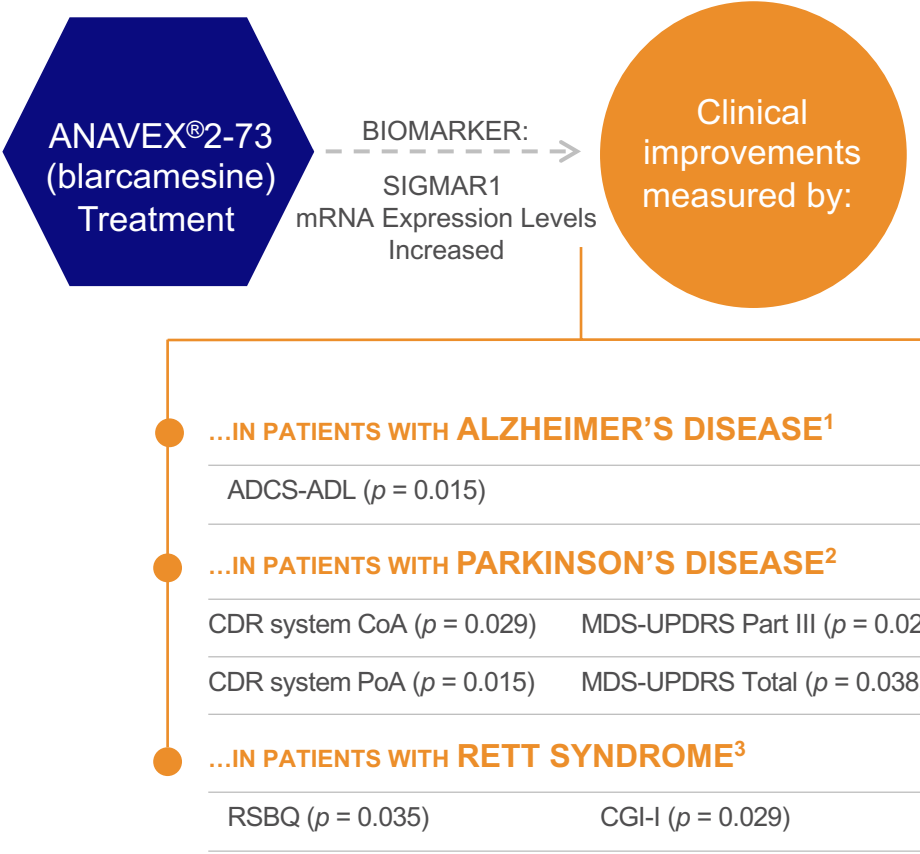 ANAVEX®2-73
(blarcamesine)
Treatment
BIOMARKER:
SIGMAR1
mRNA Expression Levels
Increased
Clinical
improvements
measured by:
...IN PATIENTS WITH ALZHEIMER'S DISEASE¹
ADCS-ADL (p = 0.015)
...IN PATIENTS WITH PARKINSON'S DISEASE²
CDR system CoA (p = 0.029) MDS-UPDRS Part III (p = 0.02
CDR system PoA (p = 0.015) MDS-UPDRS Total (p = 0.038
...IN PATIENTS WITH RETT SYNDROME³
RSBQ (p = 0.035) CGI-I (p = 0.029)